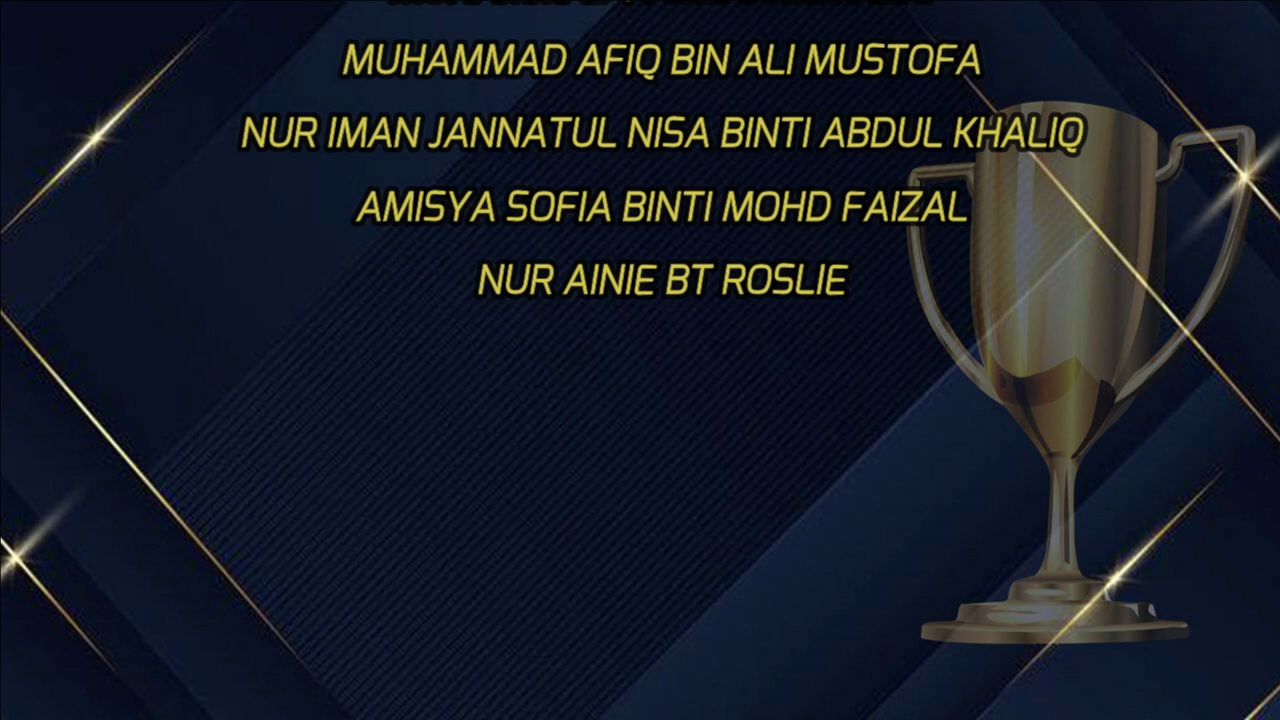 MUHAMMAD AFIQ BIN ALI MUSTOFA
NUR IMAN JANNATUL NISA BINTI ABDUL KHALIQ
AMISYA SOFIA BINTI MOHD FAIZAL
NUR AINIE BT ROSLIE